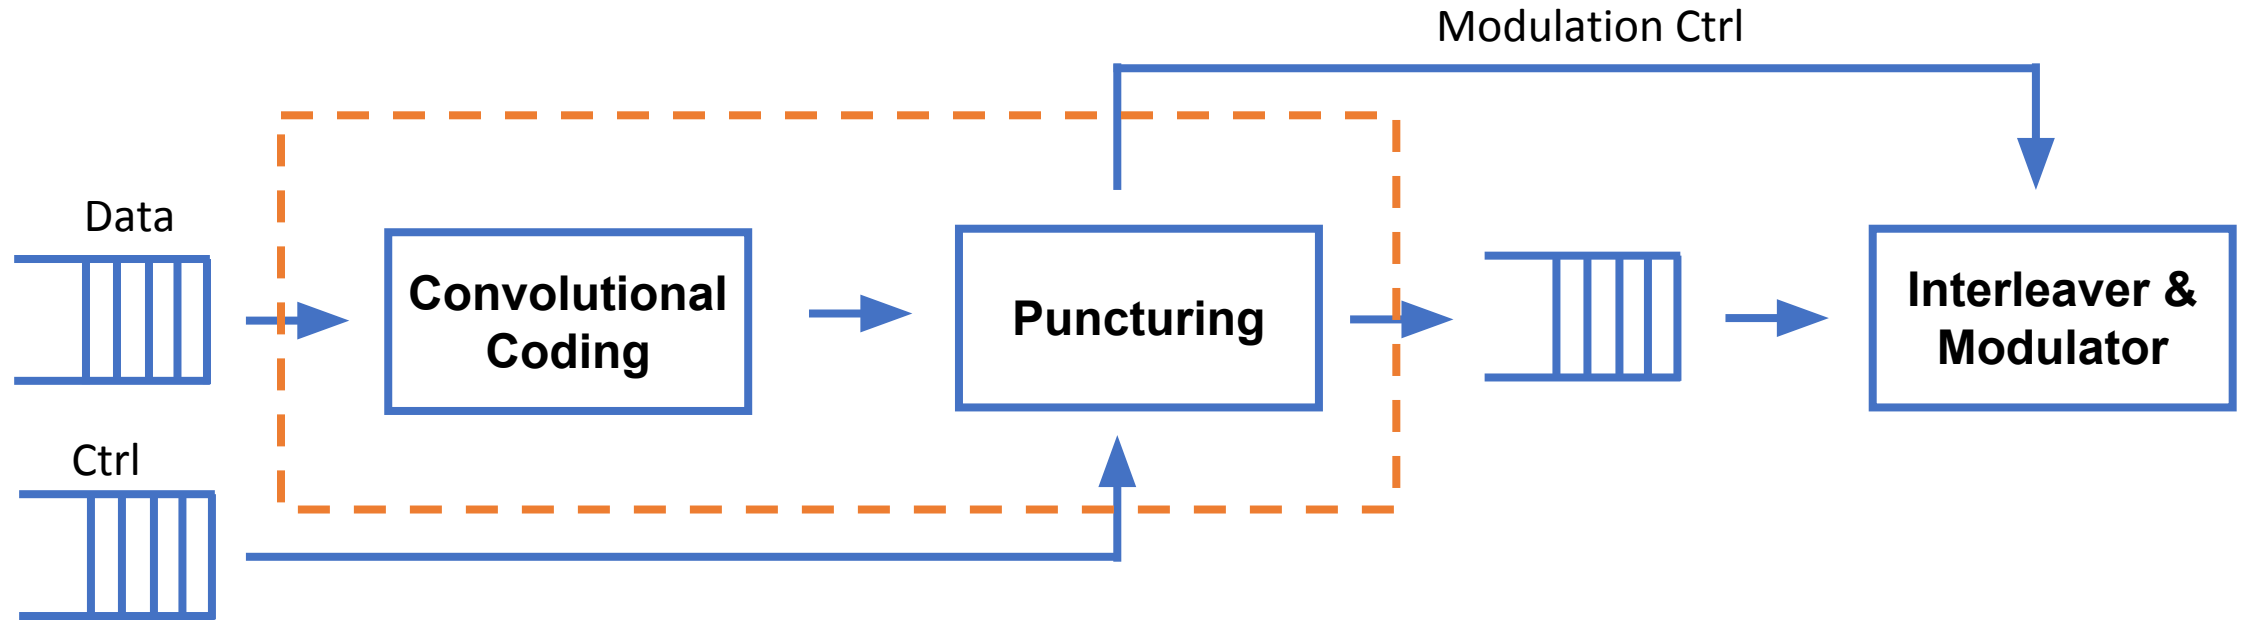 Modulation Ctrl
Data
Convolutional
Coding
Puncturing
Interleaver &
Modulator
Ctrl